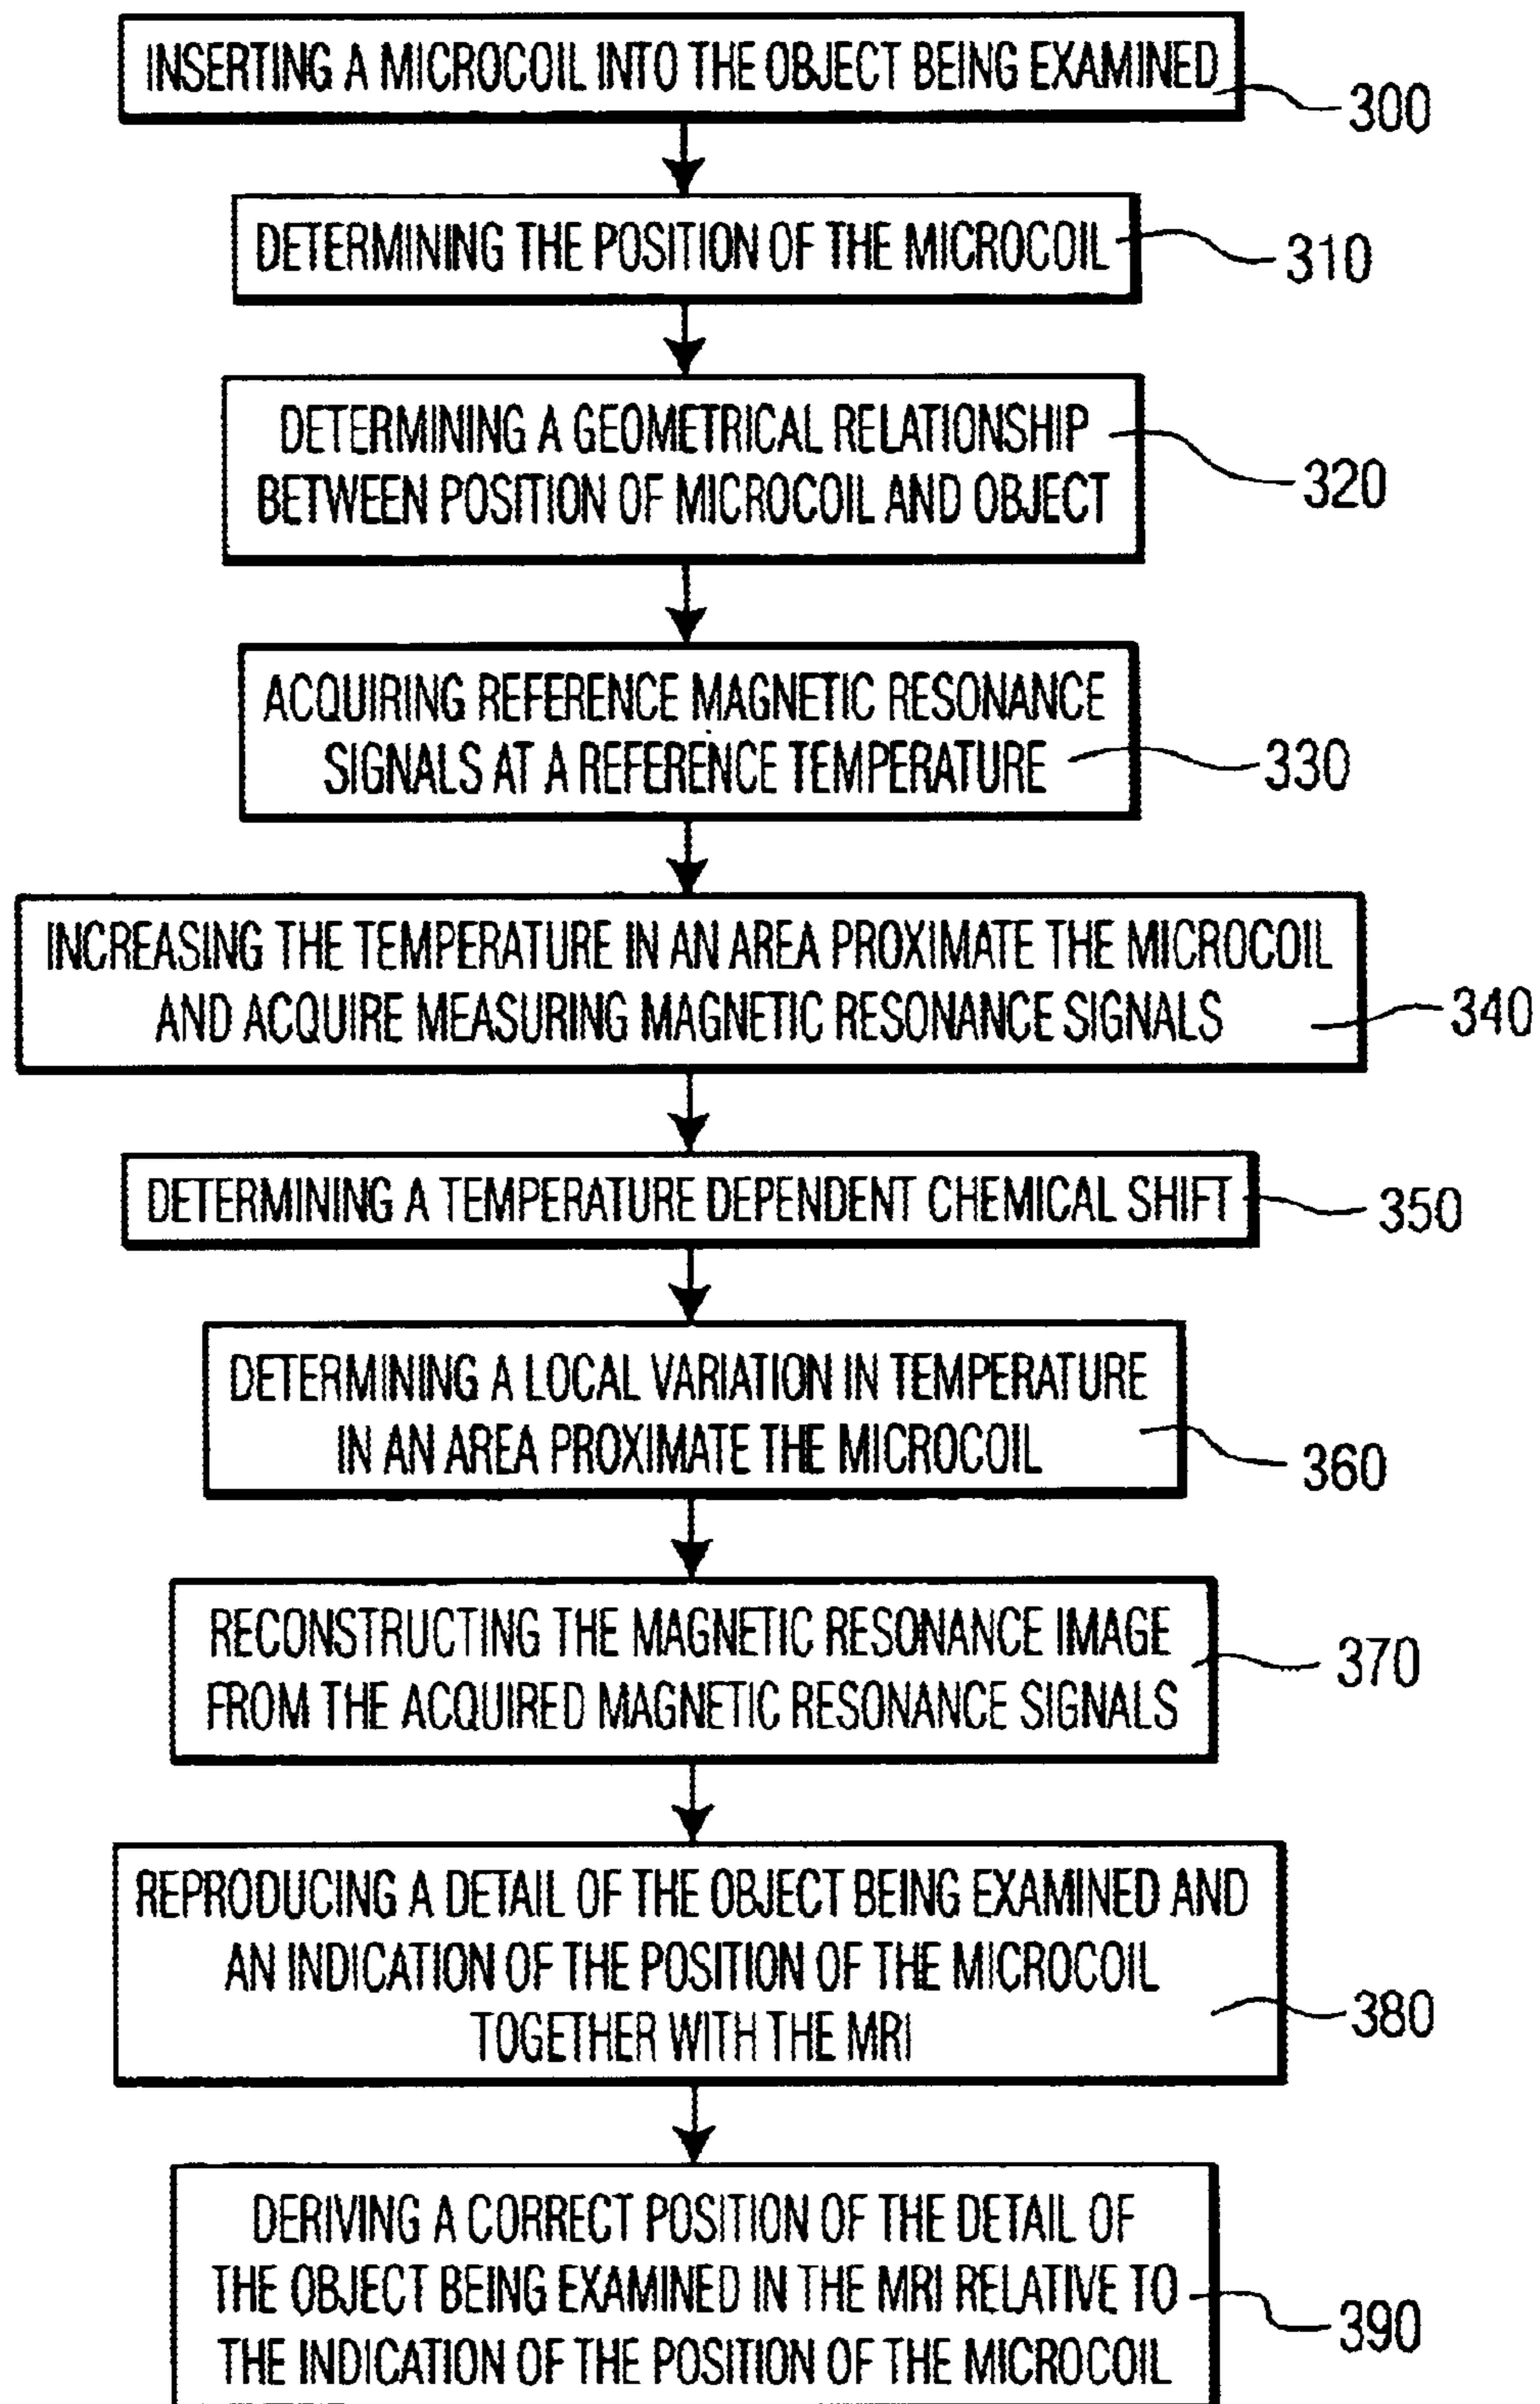 INSERTING A MICROCOIL INTO THE OBJECT BEING EXAMINED
300
DETERMINING THE POSITION OF THE MICROCOIL
310
DETERMINING A GEOMETRICAL RELATIONSHIP
BETWEEN POSITION OF MICROCOIL AND OBJECT
320
ACQUIRING REFERENCE MAGNETIC RESONANCE
SIGNALS AT A REFERENCE TEMPERATURE
330
INCREASING THE TEMPERATURE IN AN AREA PROXIMATE THE MICROCOIL
AND ACQUIRE MEASURING MAGNETIC RESONANCE SIGNALS
340
DETERMINING A TEMPERATURE DEPENDENT CHEMICAL SHIFT
350
DETERMINING A LOCAL VARIATION IN TEMPERATURE
IN AN AREA PROXIMATE THE MICROCOIL
360
RECONSTRUCTING THE MAGNETIC RESONANCE IMAGE
FROM THE ACQUIRED MAGNETIC RESONANCE SIGNALS
370
REPRODUCING A DETAIL OF THE OBJECT BEING EXAMINED AND
AN INDICATION OF THE POSITION OF THE MICROCOIL
TOGETHER WITH THE MRI
380
DERIVING A CORRECT POSITION OF THE DETAIL OF
THE OBJECT BEING EXAMINED IN THE MRI RELATIVE TO
THE INDICATION OF THE POSITION OF THE MICROCOIL
390